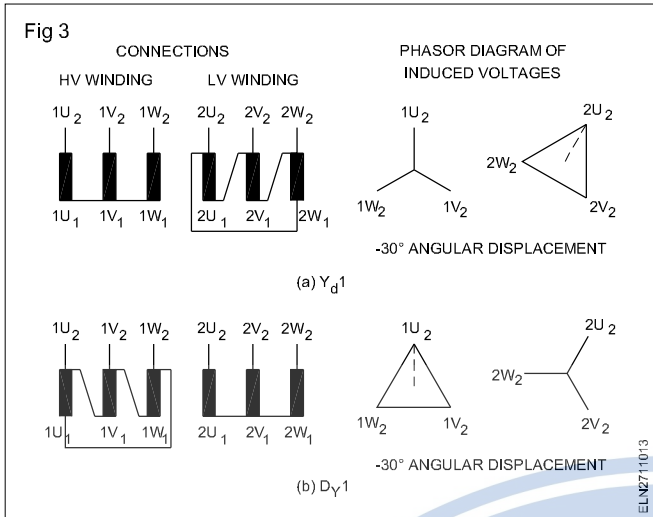 Fig 3
CONNECTIONS
HV WINDING LV WINDING
PHASOR DIAGRAM OF
INDUCED VOLTAGES
1U2 1V2 1W2 2U2 2V2 2W2
1U1 1V1 1W1 2U1 2V1 2W1
1U2
1W2 1V2
2U2
2W2
2V2
-30° ANGULAR DISPLACEMENT
(a) Yd1
1U2 1V2 1W2 2U2 2V2 2W2
1U1 1V1 1W1 2U1 2V1 2W1
1U2
1W2 1V2
2U2
2W2
2V2
-30° ANGULAR DISPLACEMENT
(b) DY1
ELN2711013